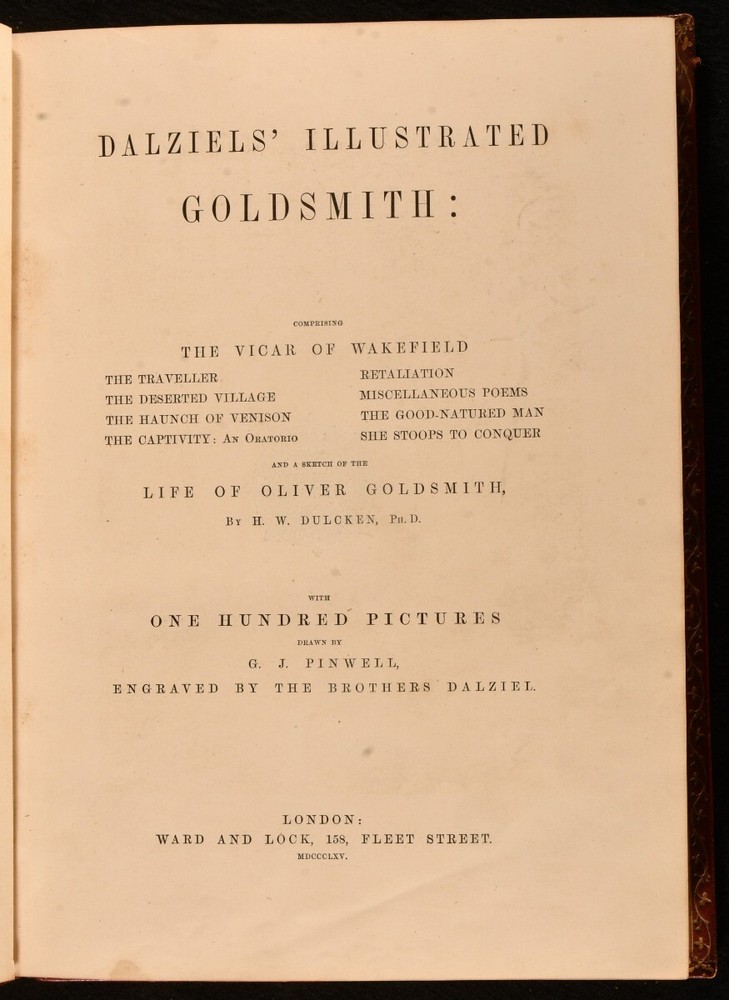 DALZIELS' ILLUSTRATED
GOLDSMITH:
COMPRISING
THE VICAR OF WAKEFIELD
THE TRAVELLER
THE DESERTED VILLAGE
THE HAUNCH OF VENISON
THE CAPTIVITY: AN ORATORIO
RETALIATION
MISCELLANEOUS POEMS
THE GOOD-NATURED MAN
SHE STOOPS TO CONQUER
AND A SKETCH OF THE
LIFE OF OLIVER GOLDSMITH,
BY H. W. DULCKEN, PH. D.
WITH
ONE HUNDRED PICTURES
DRAWN BY
G. J. PINWELL,
ENGRAVED BY THE BROTHERS DALZIEL.
LONDON:
WARD AND LOCK, 158, FLEET STREET.
MDCCCLXV.